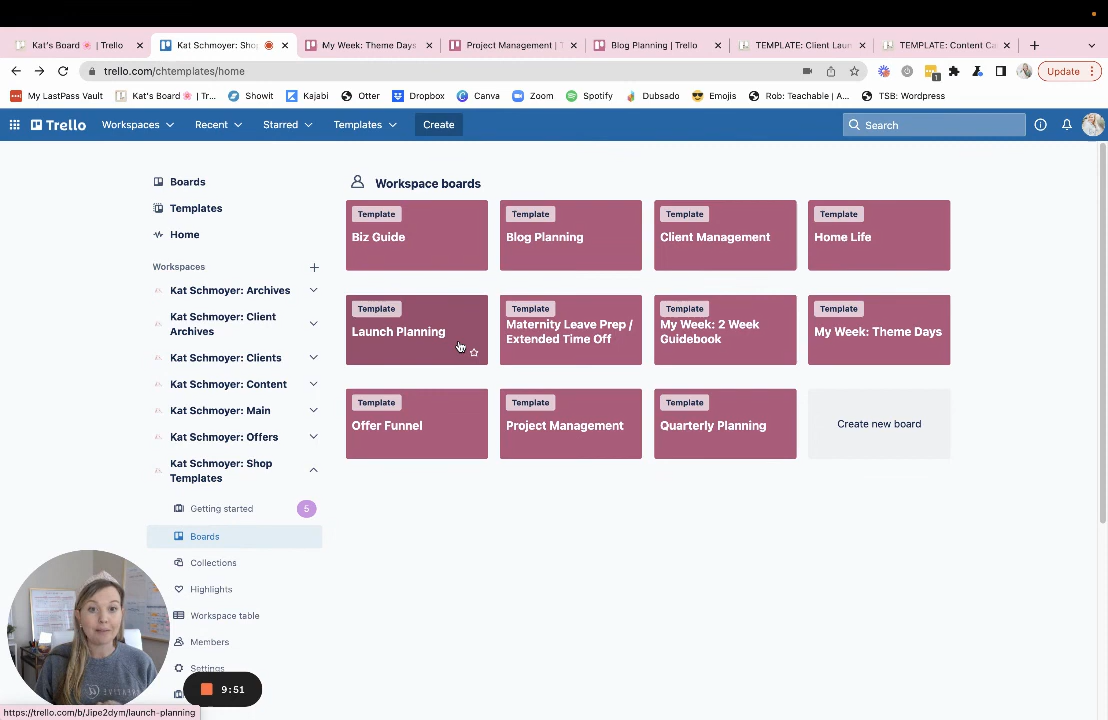 Kat's Board 🌸 | Trello
Kat Schmoyer: Shop
My Week: Theme Days
Project Management | T
Blog Planning | Trello
TEMPLATE: Client Laun
TEMPLATE: Content Ca
trello.com/chtemplates/home
Update
My LastPass Vault
Kat's Board 🌸 | Tr...
Showit
Kajabi
Otter
Dropbox
Canva
Zoom
Spotify
Dubsado
Emojis
Rob: Teachable | A...
TSB: Wordpress
Trello
Workspaces
Recent
Starred
Templates
Create
Search
Boards
Templates
Home
Workspaces
Kat Schmoyer: Archives
Kat Schmoyer: Client
Archives
Kat Schmoyer: Clients
Kat Schmoyer: Content
Kat Schmoyer: Main
Kat Schmoyer: Offers
Kat Schmoyer: Shop
Templates
Getting started
5
Boards
Collections
Highlights
Workspace table
Members
Settings
Workspace boards
Template
Biz Guide
Template
Blog Planning
Template
Client Management
Template
Home Life
Template
Launch Planning
Template
Maternity Leave Prep /
Extended Time Off
Template
My Week: 2 Week
Guidebook
Template
My Week: Theme Days
Template
Offer Funnel
Template
Project Management
Template
Quarterly Planning
Create new board
9:51
https://trello.com/b/Jipe2dym/launch-planning